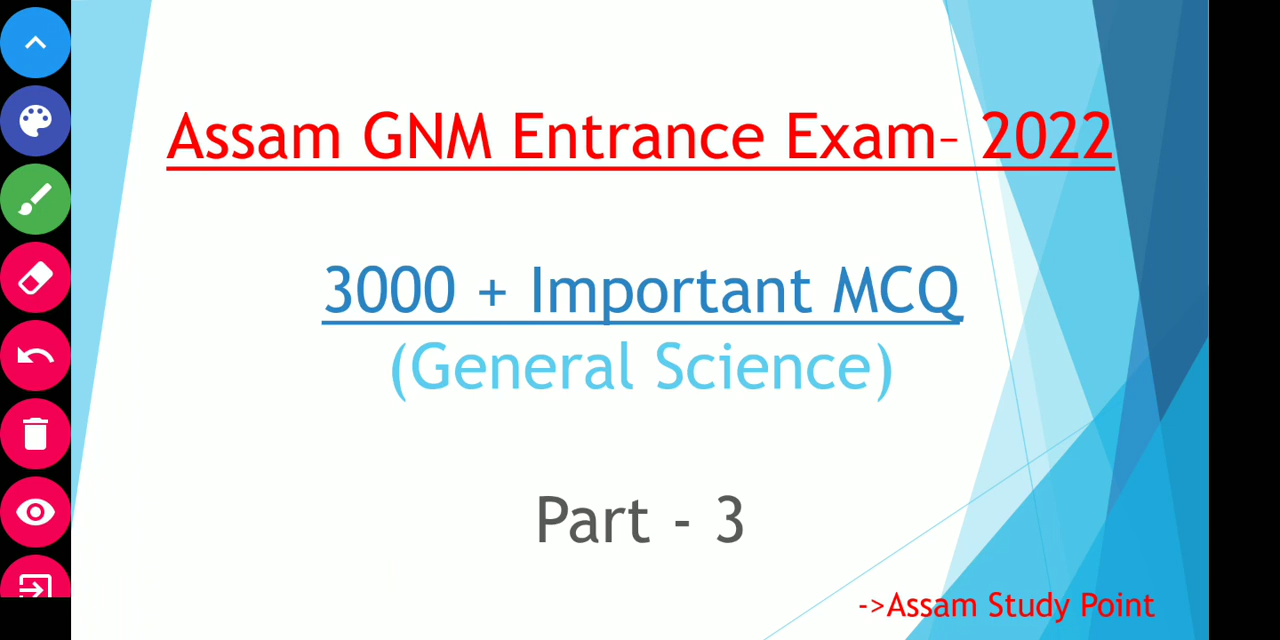 Assam GNM Entrance Exam– 2022
3000 + Important MCQ
(General Science)
Part - 3
->Assam Study Point